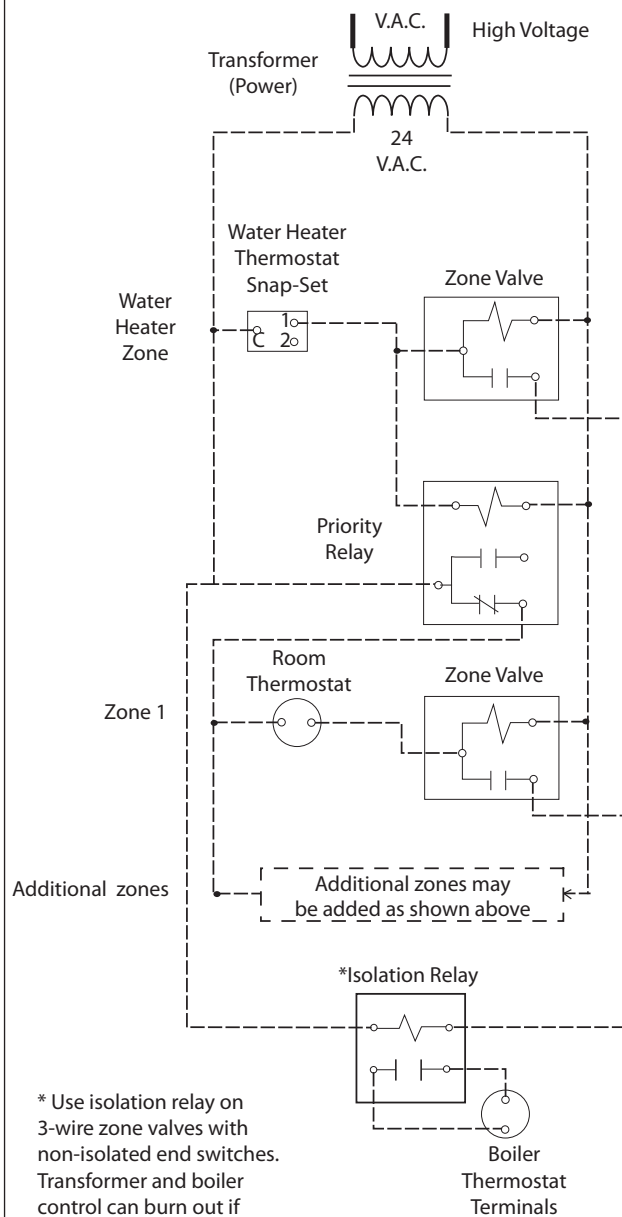 V.A.C.
High Voltage
Transformer
(Power)
24
V.A.C.
Water Heater
Thermostat
Snap-Set
Zone Valve
Water
Heater
Zone
1
C 2
Priority
Relay
Room
Thermostat
Zone Valve
Zone 1
Additional zones
Additional zones may
be added as shown above
*Isolation Relay
* Use isolation relay on
3-wire zone valves with
non-isolated end switches.
Transformer and boiler
control can burn out if
Boiler
Thermostat
Terminals